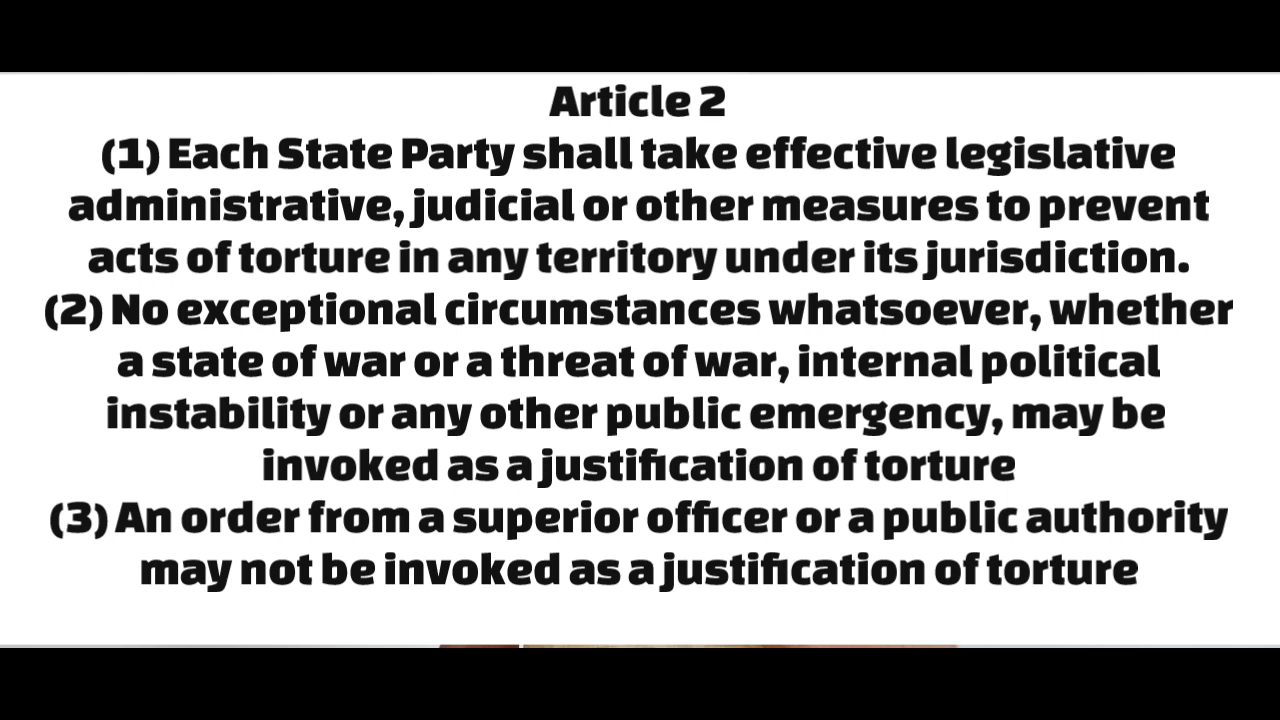 Article 2
(1) Each State Party shall take effective legislative
administrative, judicial or other measures to prevent
acts of torture in any territory under its jurisdiction.
(2) No exceptional circumstances whatsoever, whether
a state of war or a threat of war, internal political
instability or any other public emergency, may be
invoked as a justification of torture
(3) An order from a superior officer or a public authority
may not be invoked as a justification of torture